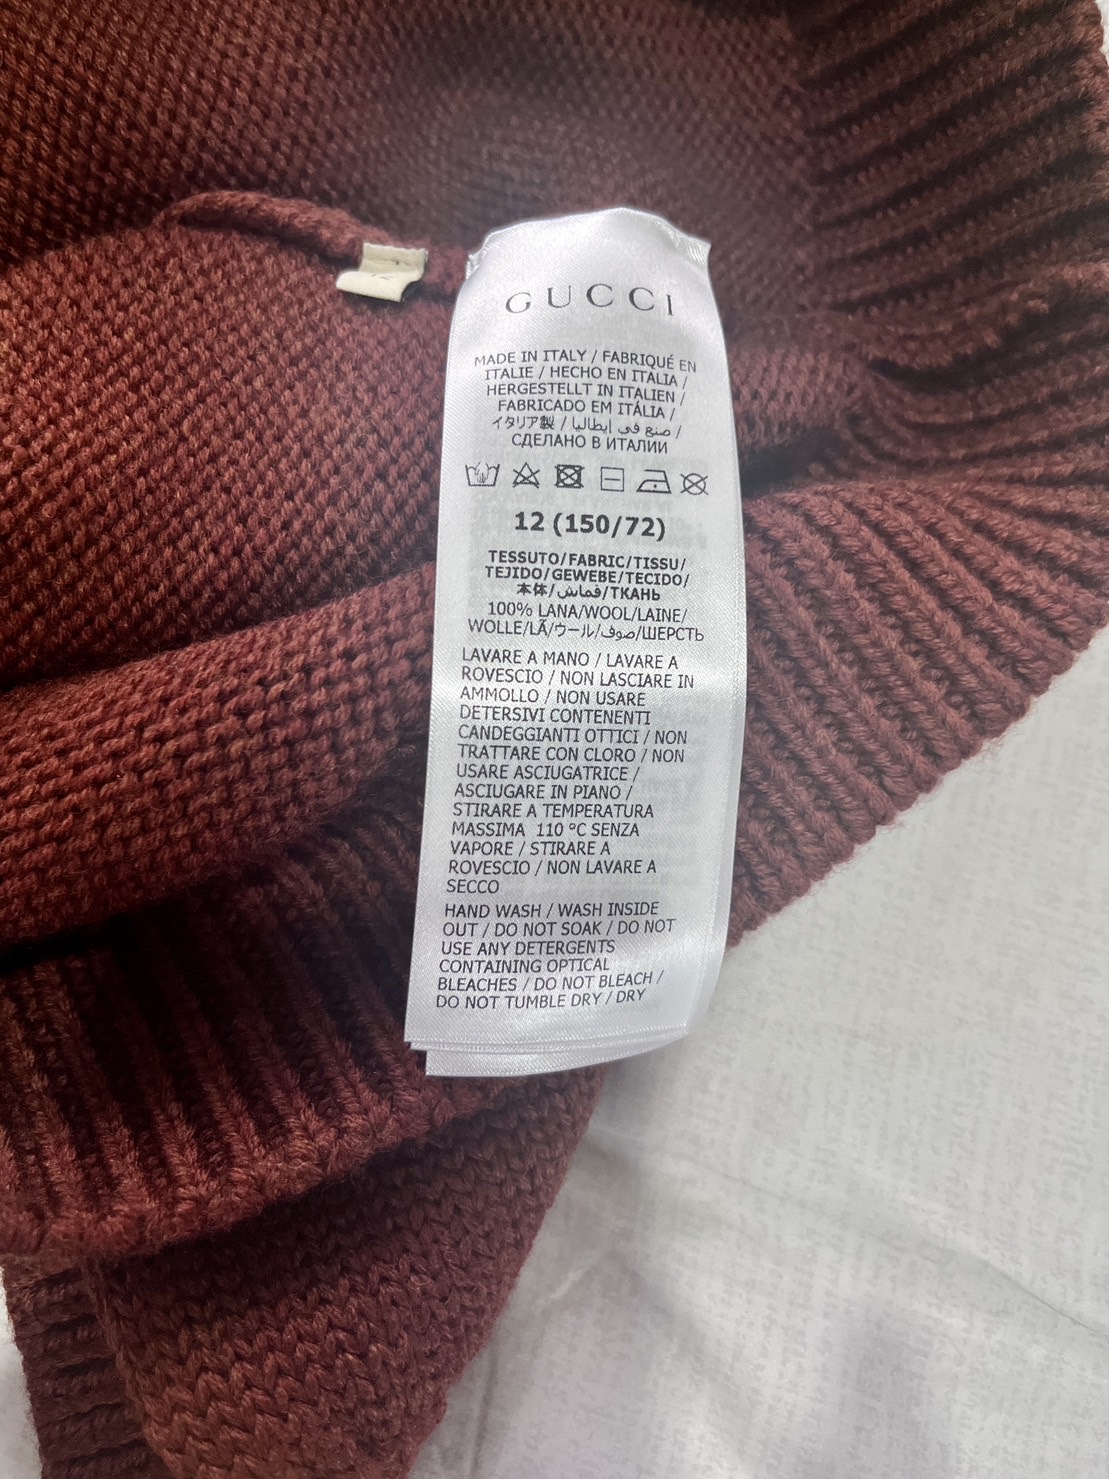 GUCCI
MADE IN ITALY / FABRIQUÉ EN
ITALIE / HECHO EN ITALIA /
HERGESTELLT IN ITALIEN /
FABRICADO EM ITÁLIA /
イタリア製 / صنع في إيطاليا /
СДЕЛАНО В ИТАЛИИ
12 (150/72)
TESSUTO/FABRIC/TISSU/
TEJIDO/GEWEBE/TECIDO/
本体/قماش/ТКАНЬ
100% LANA/WOOL/LAINE/
WOLLE/LÃ/ウール/صوف/ШЕРСТЬ
LAVARE A MANO / LAVARE A
ROVESCIO / NON LASCIARE IN
AMMOLLO / NON USARE
DETERSIVI CONTENENTI
CANDEGGIANTI OTTICI / NON
TRATTARE CON CLORO / NON
USARE ASCIUGATRICE /
ASCIUGARE IN PIANO /
STIRARE A TEMPERATURA
MASSIMA 110 °C SENZA
VAPORE / STIRARE A
ROVESCIO / NON LAVARE A
SECCO
HAND WASH / WASH INSIDE
OUT / DO NOT SOAK / DO NOT
USE ANY DETERGENTS
CONTAINING OPTICAL
BLEACHES / DO NOT BLEACH /
DO NOT TUMBLE DRY / DRY